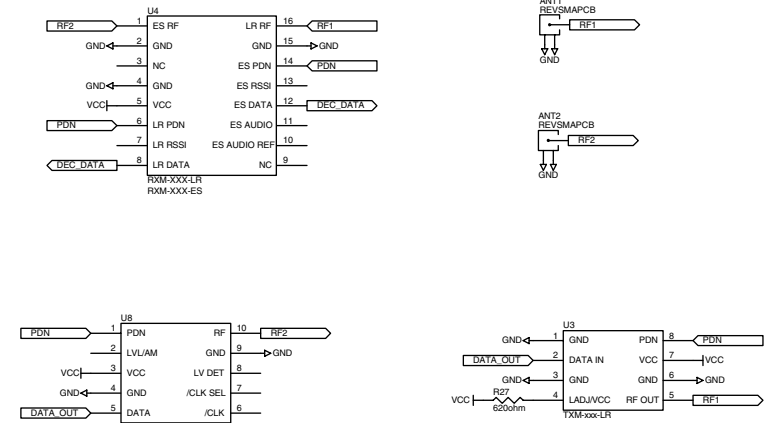 U4
RF2 1 ES RF LR RF 16 RF1
GND 2 GND GND 15 GND
3 NC ES PDN 14 PDN
GND 4 GND ES RSSI 13
VCC 5 VCC ES DATA 12 DEC_DATA
PDN 6 LR PDN ES AUDIO 11
7 LR RSSI ES AUDIO REF 10
DEC_DATA 8 LR DATA NC 9
RXM-XXX-LR
RXM-XXX-ES
ANT1
REVSMAPCB
RF1
GND
ANT2
REVSMAPCB
RF2
GND
U8
PDN 1 PDN RF 10 RF2
2 LVL/AM GND 9 GND
VCC 3 VCC LV DET 8
GND 4 GND /CLK SEL 7
DATA_OUT 5 DATA /CLK 6
U3
GND 1 GND PDN 8 PDN
DATA_OUT 2 DATA IN VCC 7 VCC
GND 3 GND GND 6 GND
R27
VCC 4 LADJ/VCC RF OUT 5 RF1
620ohm
TXM-xxx-LR